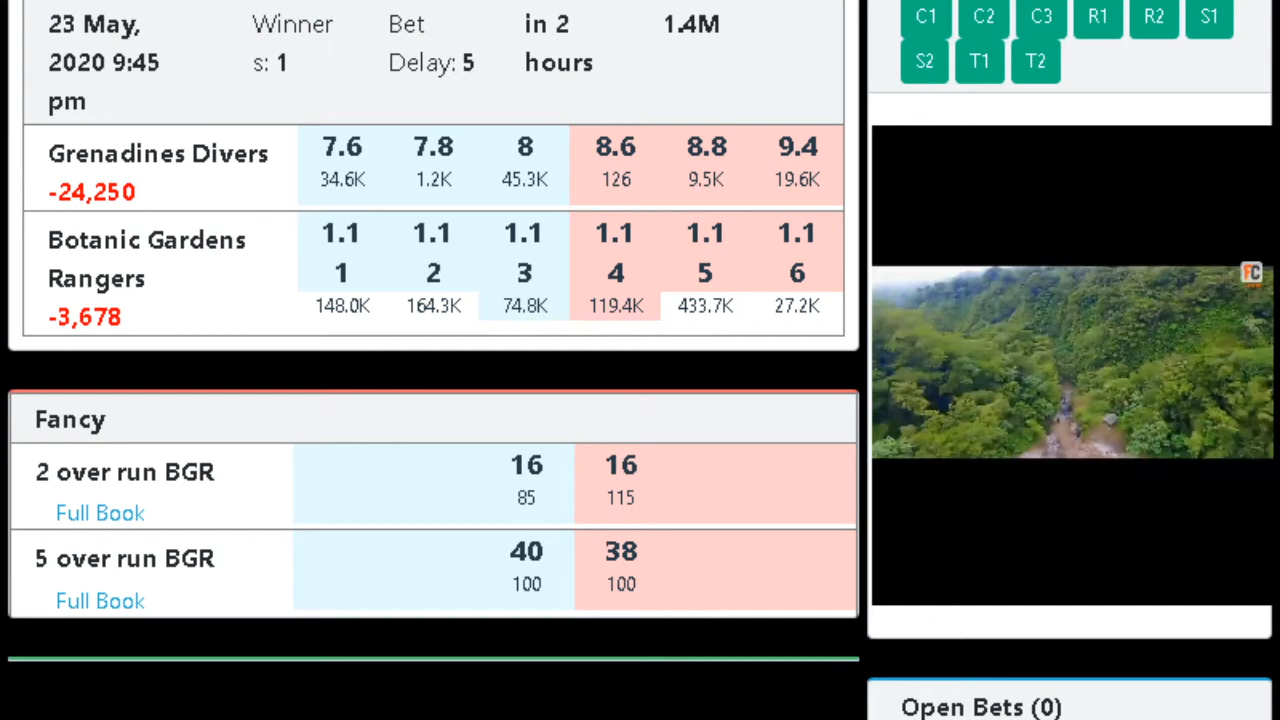 23 May, Winner Bet in 2 1.4M
2020 9:45 s: 1 Delay: 5 hours
pm
Grenadines Divers 7.6 7.8 8 8.6 8.8 9.4
-24,250 34.6K 1.2K 45.3K 126 9.5K 19.6K
Botanic Gardens 1.1 1.1 1.1 1.1 1.1 1.1
Rangers 1 2 3 4 5 6
-3,678 148.0K 164.3K 74.8K 119.4K 433.7K 27.2K
Fancy
2 over run BGR 16 16
Full Book 85 115
5 over run BGR 40 38
Full Book 100 100
C1 C2 C3 R1 R2 S1
S2 T1 T2
FC
Open Bets (0)